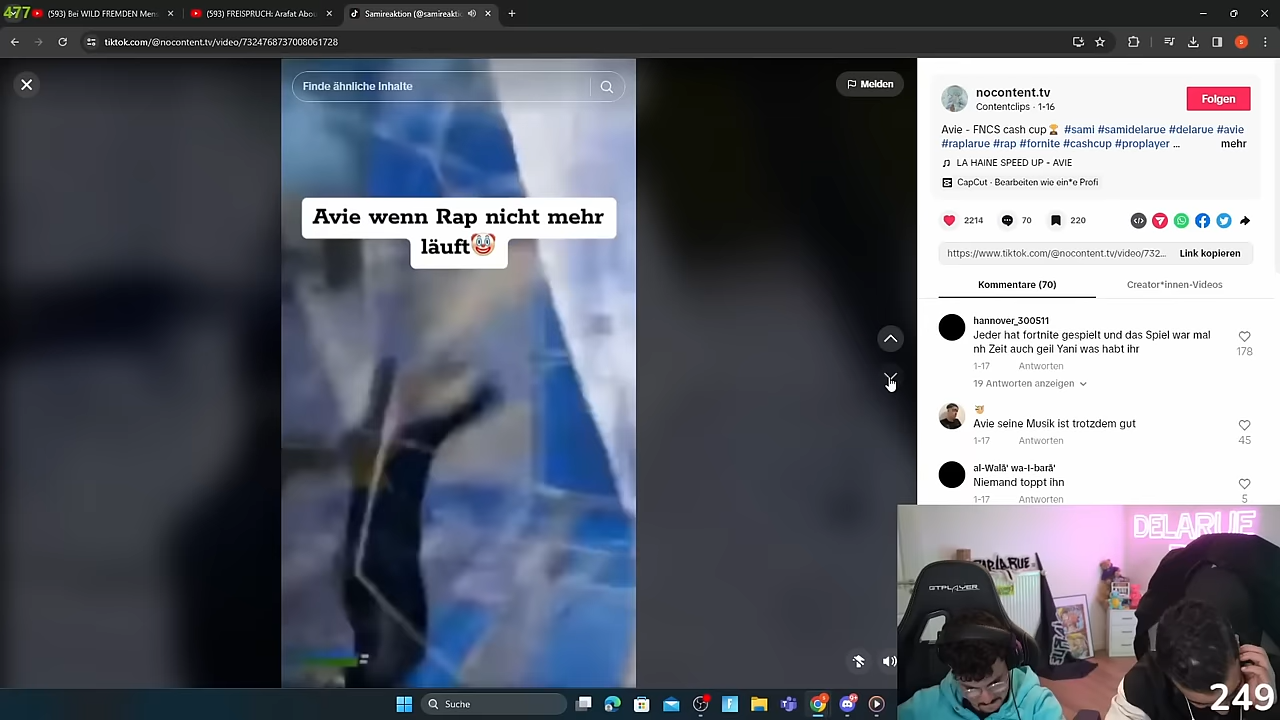 477
(593) Bei WILD FREMDEN Men
(593) FREISPRUCH: Arafat Abou
Samireaktion (@samireakti
tiktok.com/@nocontent.tv/video/7324768737008061728
Finde ähnliche Inhalte
Melden
Avie wenn Rap nicht mehr
läuft🤡
nocontent.tv
Contentclips · 1-16
Folgen
Avie - FNCS cash cup🏆 #sami #samidelarue #delarue #avie
#raplarue #rap #fornite #cashcup #proplayer ...
mehr
LA HAINE SPEED UP - AVIE
CapCut · Bearbeiten wie ein*e Profi
2214
70
220
https://www.tiktok.com/@nocontent.tv/video/732...
Link kopieren
Kommentare (70)
Creator*innen-Videos
hannover_300511
Jeder hat fortnite gespielt und das Spiel war mal
nh Zeit auch geil Yani was habt ihr
178
1-17
Antworten
19 Antworten anzeigen
Avie seine Musik ist trotzdem gut
1-17
Antworten
45
al-Walā' wa-l-barā'
Niemand toppt ihn
1-17
Antworten
5
DELARUE
GTPLAYER
249
Suche